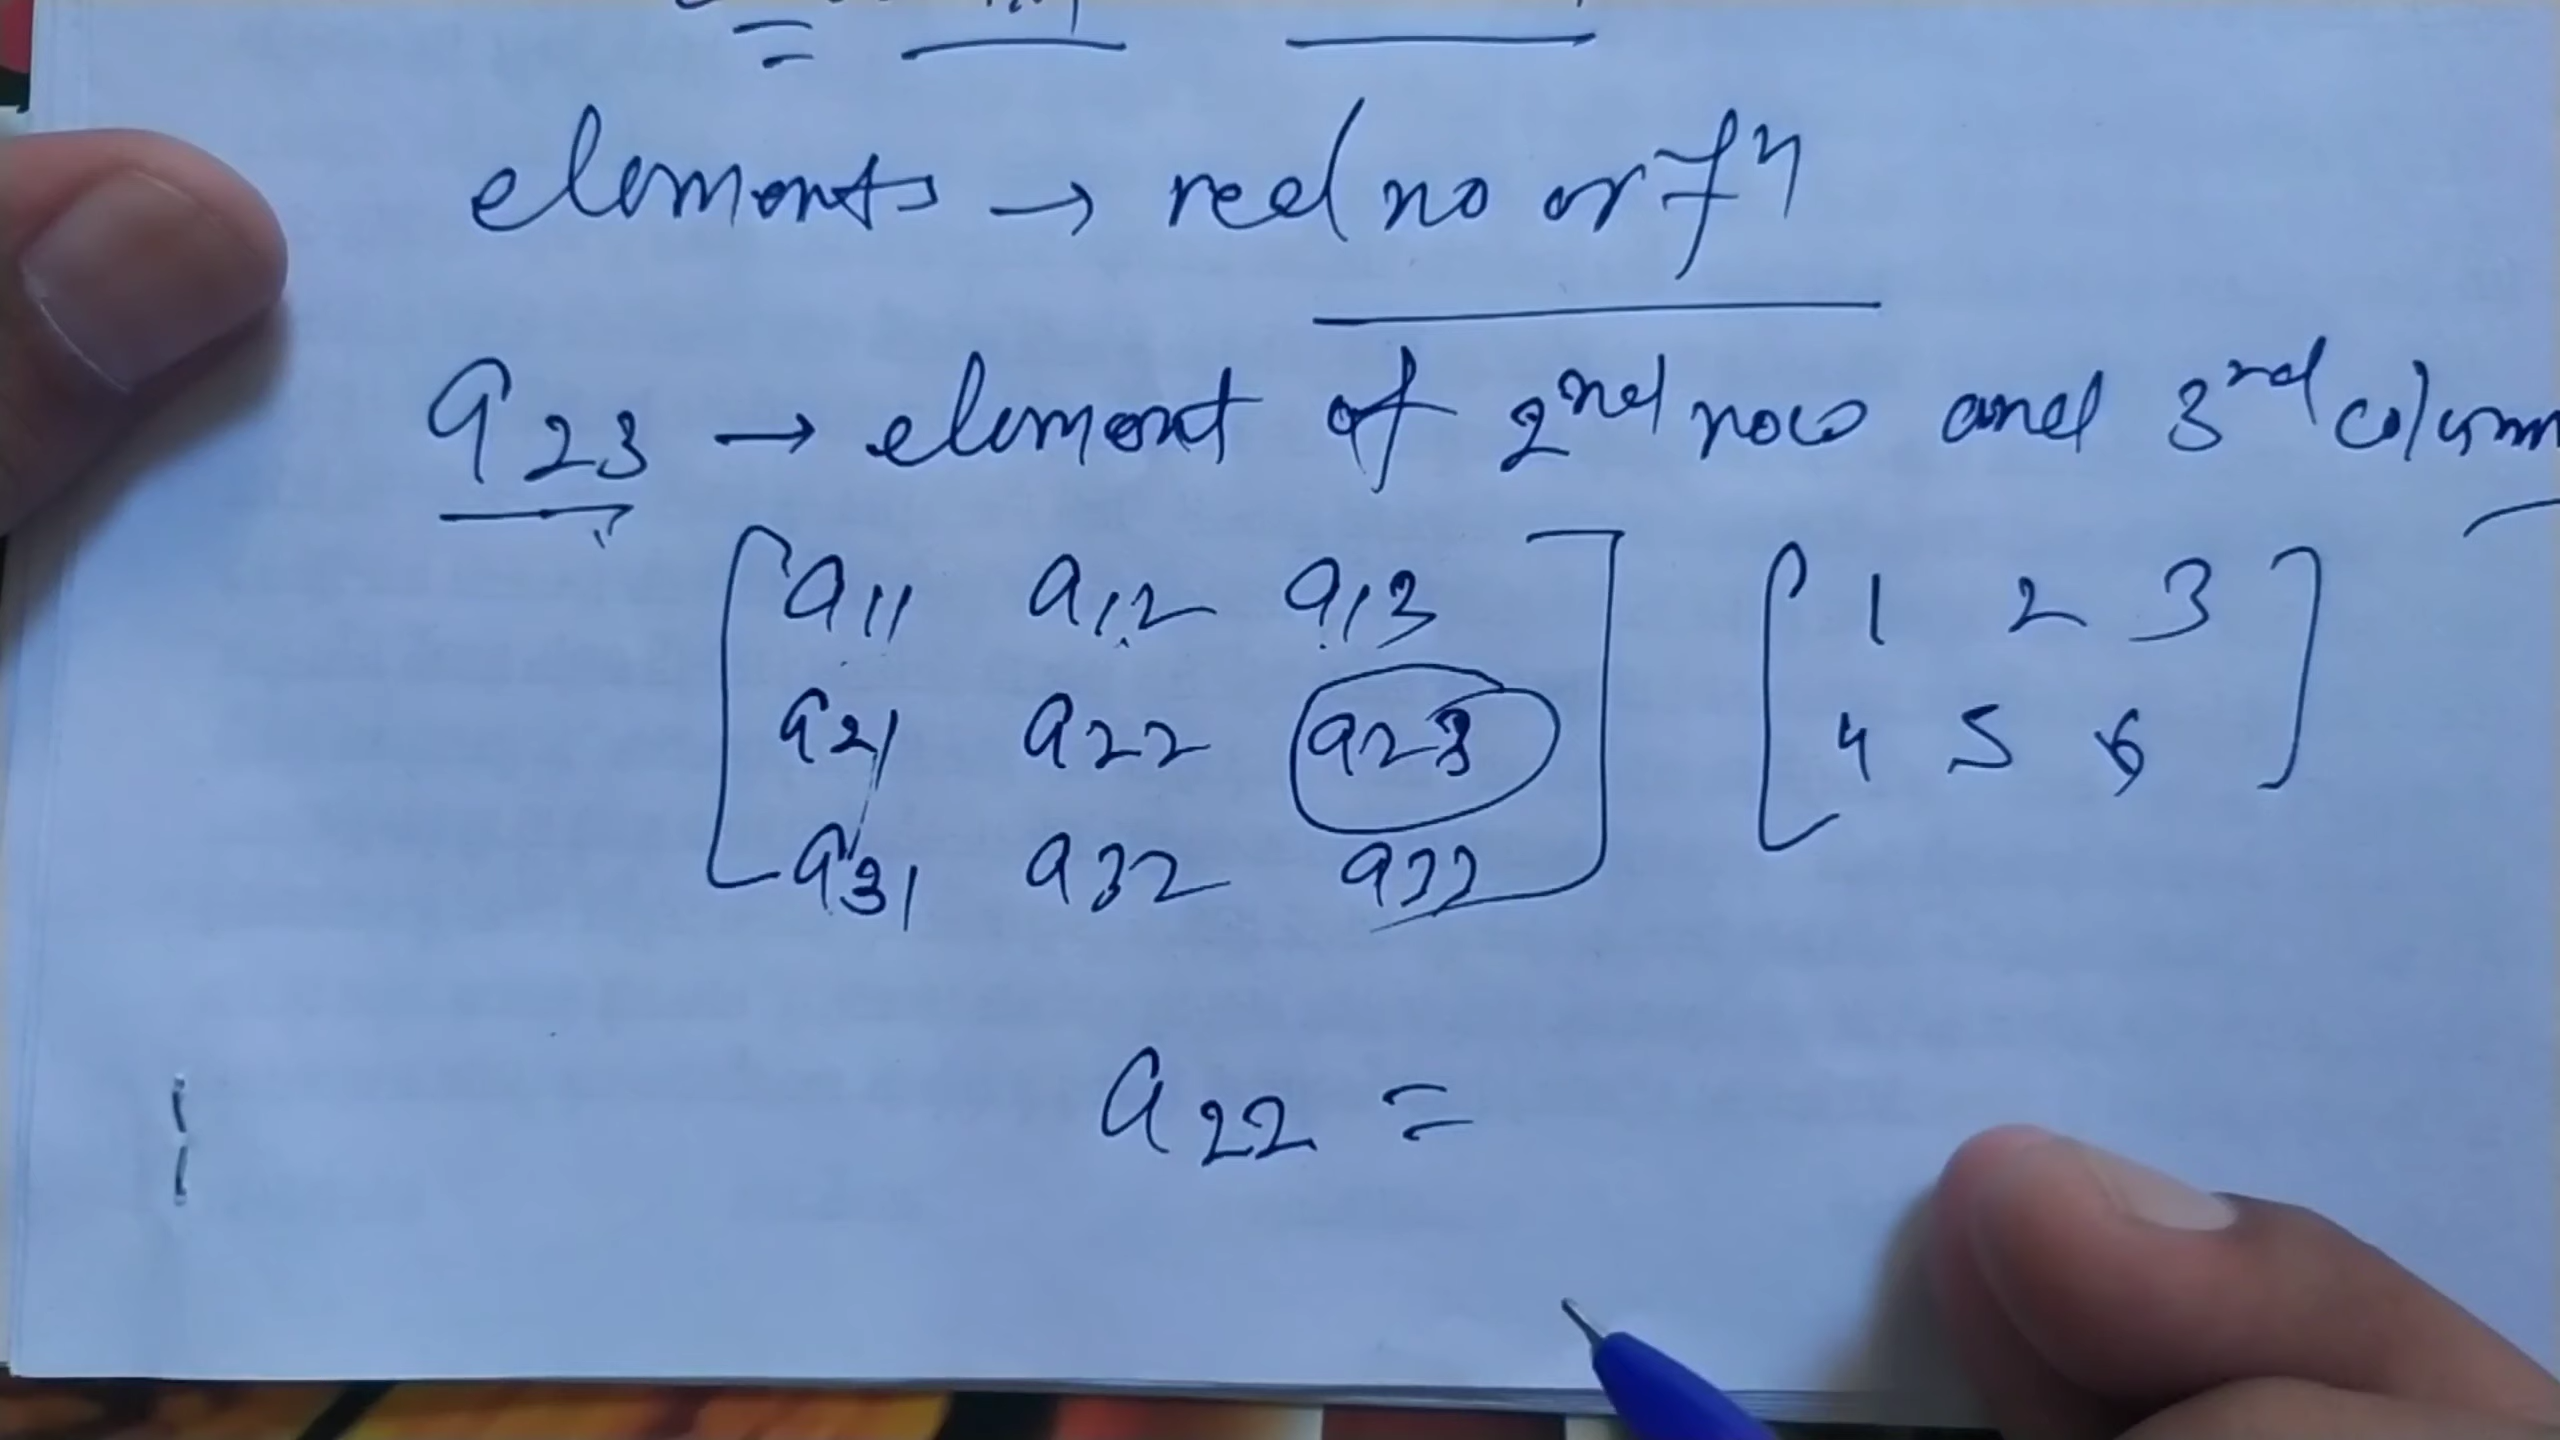 elements → real no or fn
a23 → element of 2nd row and 3rd column
[ a11 a12 a13 ] [ 1 2 3 ]
[ a21 a22 a23 ] [ 4 5 6 ]
[ a31 a32 a33 ]
a22 =